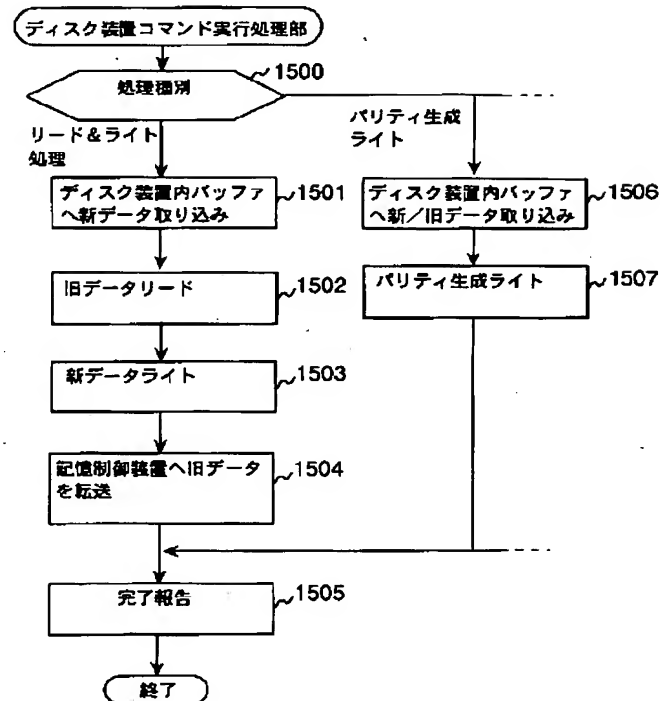 ディスク装置コマンド実行処理部
処理種別
1500
リード＆ライト
処理
パリティ生成
ライト
ディスク装置内バッファ
へ新データ取り込み
1501
ディスク装置内バッファ
へ新／旧データ取り込み
1506
旧データリード
1502
パリティ生成ライト
1507
新データライト
1503
記憶制御装置へ旧データ
を転送
1504
完了報告
1505
終了